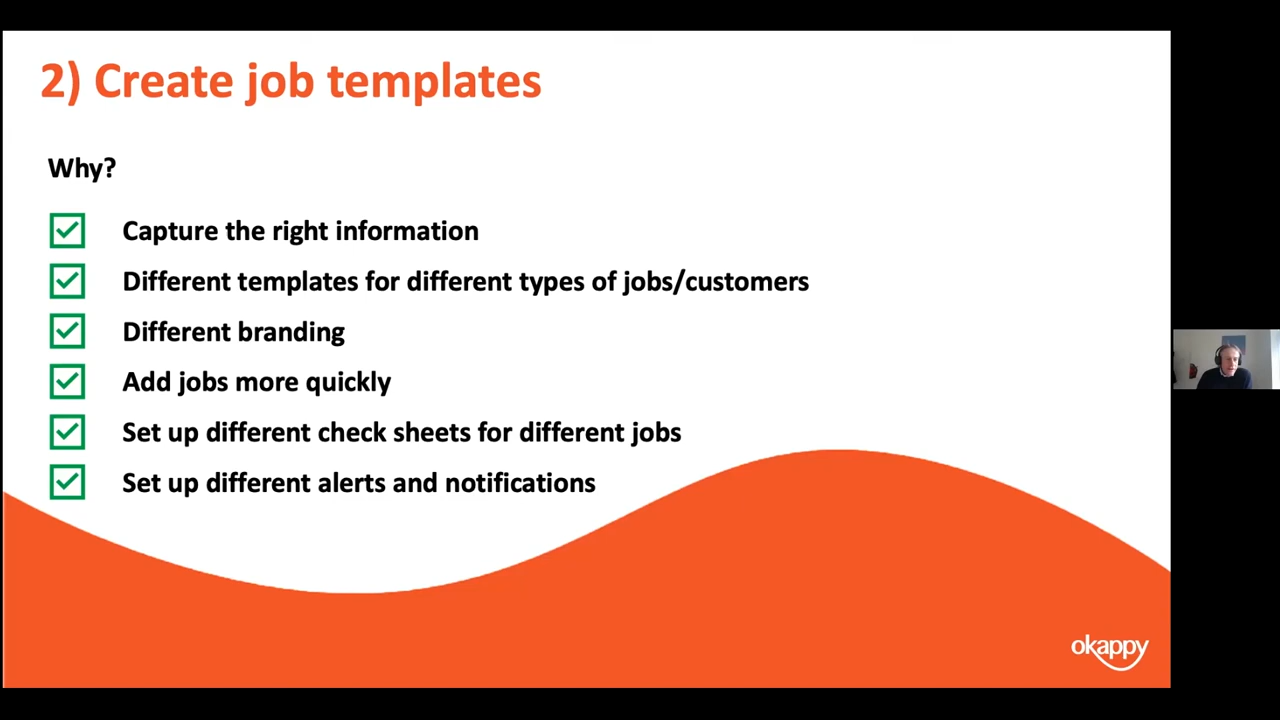 2) Create job templates
Why?
Capture the right information
Different templates for different types of jobs/customers
Different branding
Add jobs more quickly
Set up different check sheets for different jobs
Set up different alerts and notifications
okappy